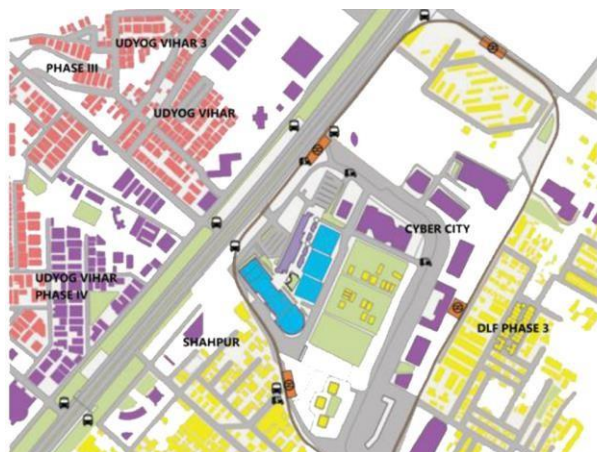 UDYOG VIHAR 3
PHASE III
UDYOG VIHAR
CYBER CITY
UDYOG VIHAR
PHASE IV
DLF PHASE 3
SHAHPUR